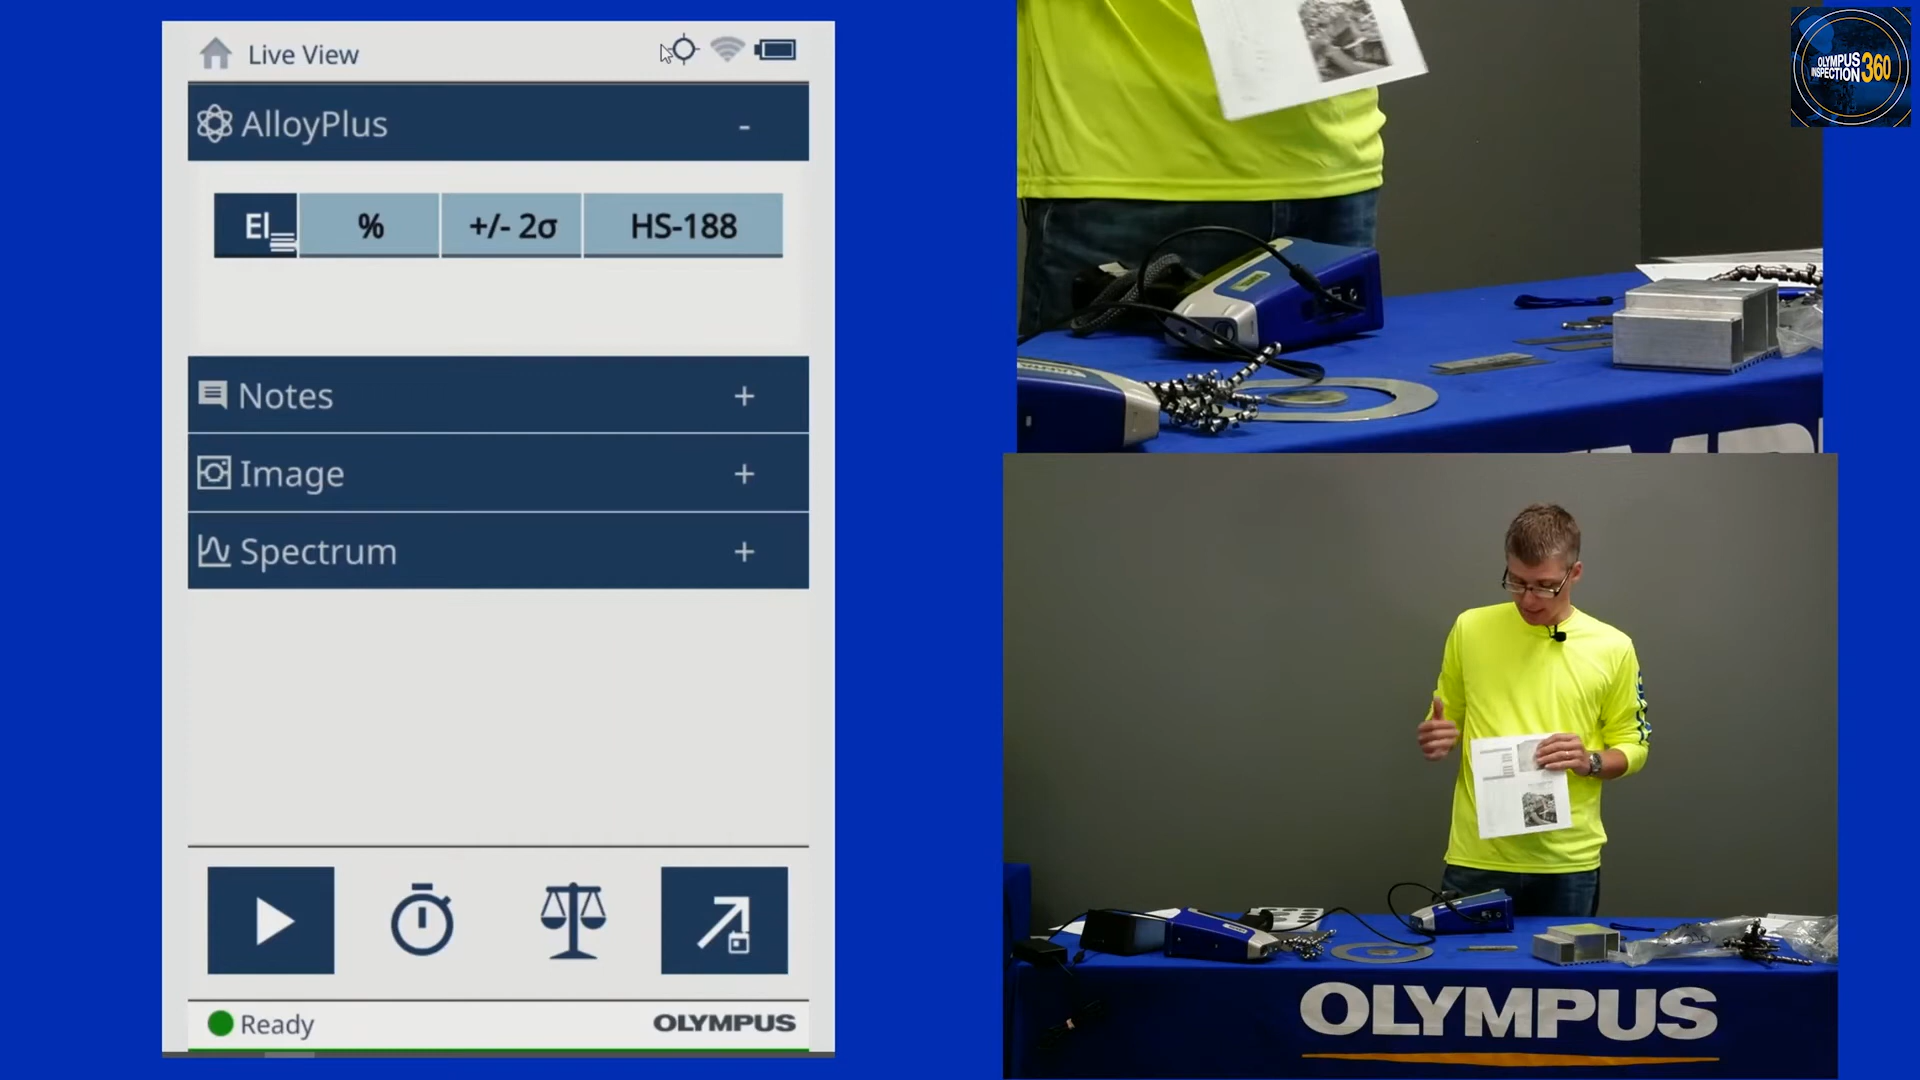 Live View
AlloyPlus
-
El
%
+/- 2σ
HS-188
Notes
+
Image
+
Spectrum
+
Ready
OLYMPUS
OLYMPUS
INSPECTION 360
OLYMPUS